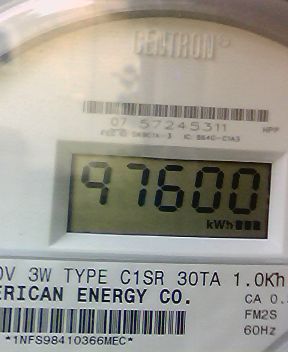 CENTRON®
07 57245311 HPP
97600
kWh
0V 3W TYPE C1SR 30TA 1.0Kh
ERICAN ENERGY CO. CA 0.
FM2S
*1NFS98410366MEC* 60Hz